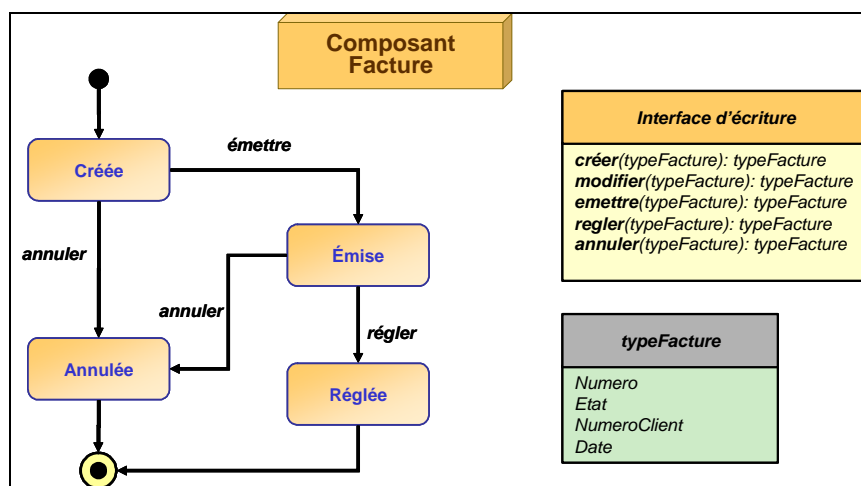 Composant
Facture
Interface d'écriture
créer(typeFacture): typeFacture
modifier(typeFacture): typeFacture
emettre(typeFacture): typeFacture
regler(typeFacture): typeFacture
annuler(typeFacture): typeFacture
émettre
Créée
annuler
Émise
annuler
régler
Annulée
Réglée
typeFacture
Numero
Etat
NumeroClient
Date